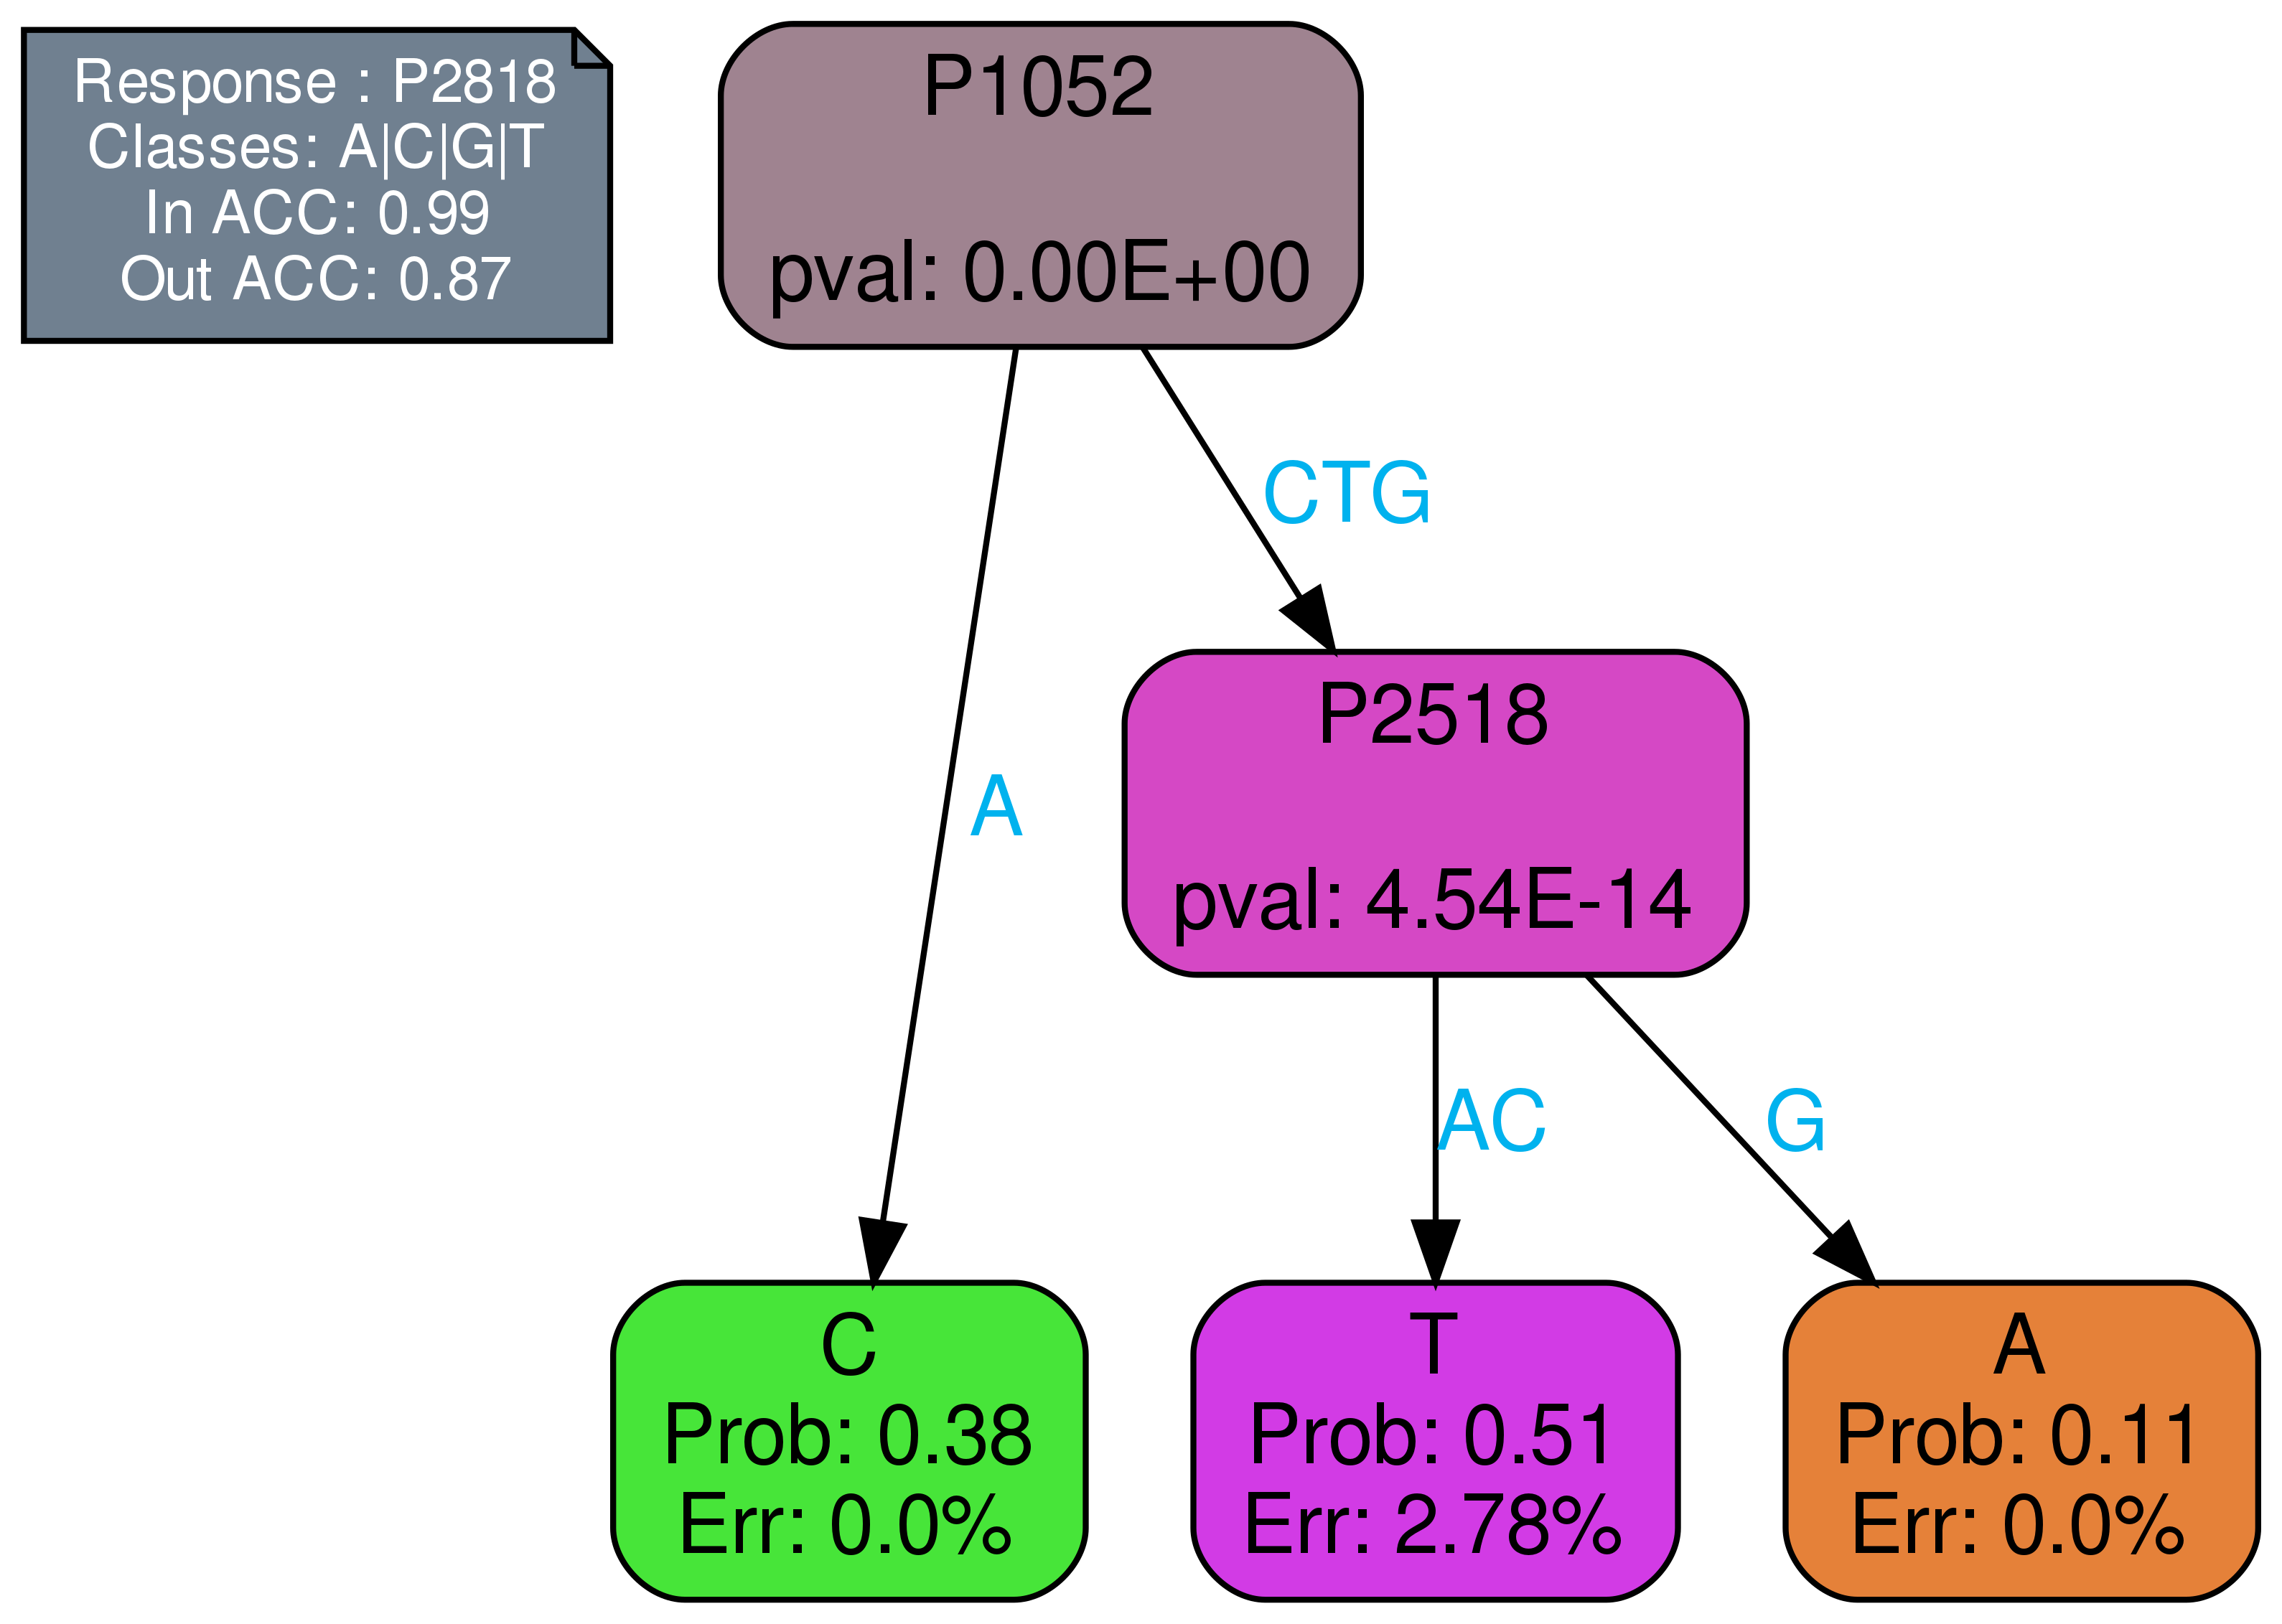 Response : P2818
Classes: A|C|G|T
In ACC: 0.99
Out ACC: 0.87
P1052
pval: 0.00E+00
CTG
A
P2518
pval: 4.54E-14
AC
G
C
Prob: 0.38
Err: 0.0%
T
Prob: 0.51
Err: 2.78%
A
Prob: 0.11
Err: 0.0%